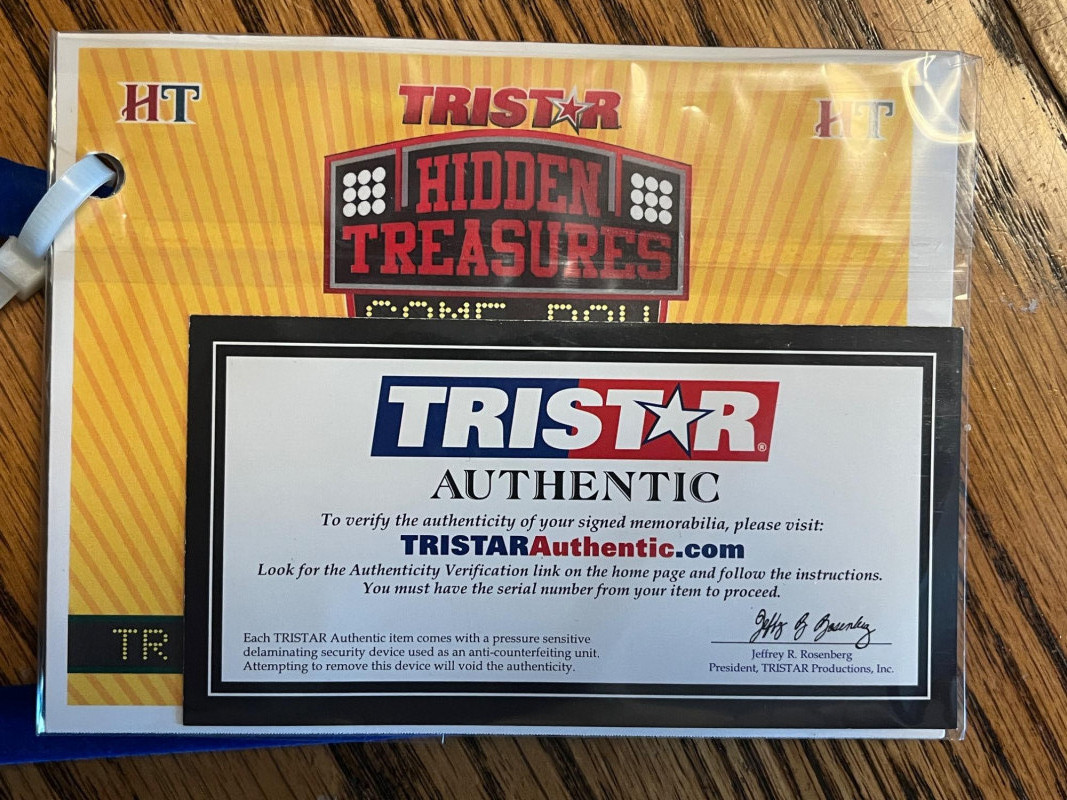 HT TRISTAR HT
HIDDEN
TREASURES
TRISTAR®
AUTHENTIC
To verify the authenticity of your signed memorabilia, please visit:
TRISTARAuthentic.com
Look for the Authenticity Verification link on the home page and follow the instructions.
You must have the serial number from your item to proceed.
TR
Each TRISTAR Authentic item comes with a pressure sensitive
delaminating security device used as an anti-counterfeiting unit.
Attempting to remove this device will void the authenticity.
Jeffrey R. Rosenberg
President, TRISTAR Productions, Inc.